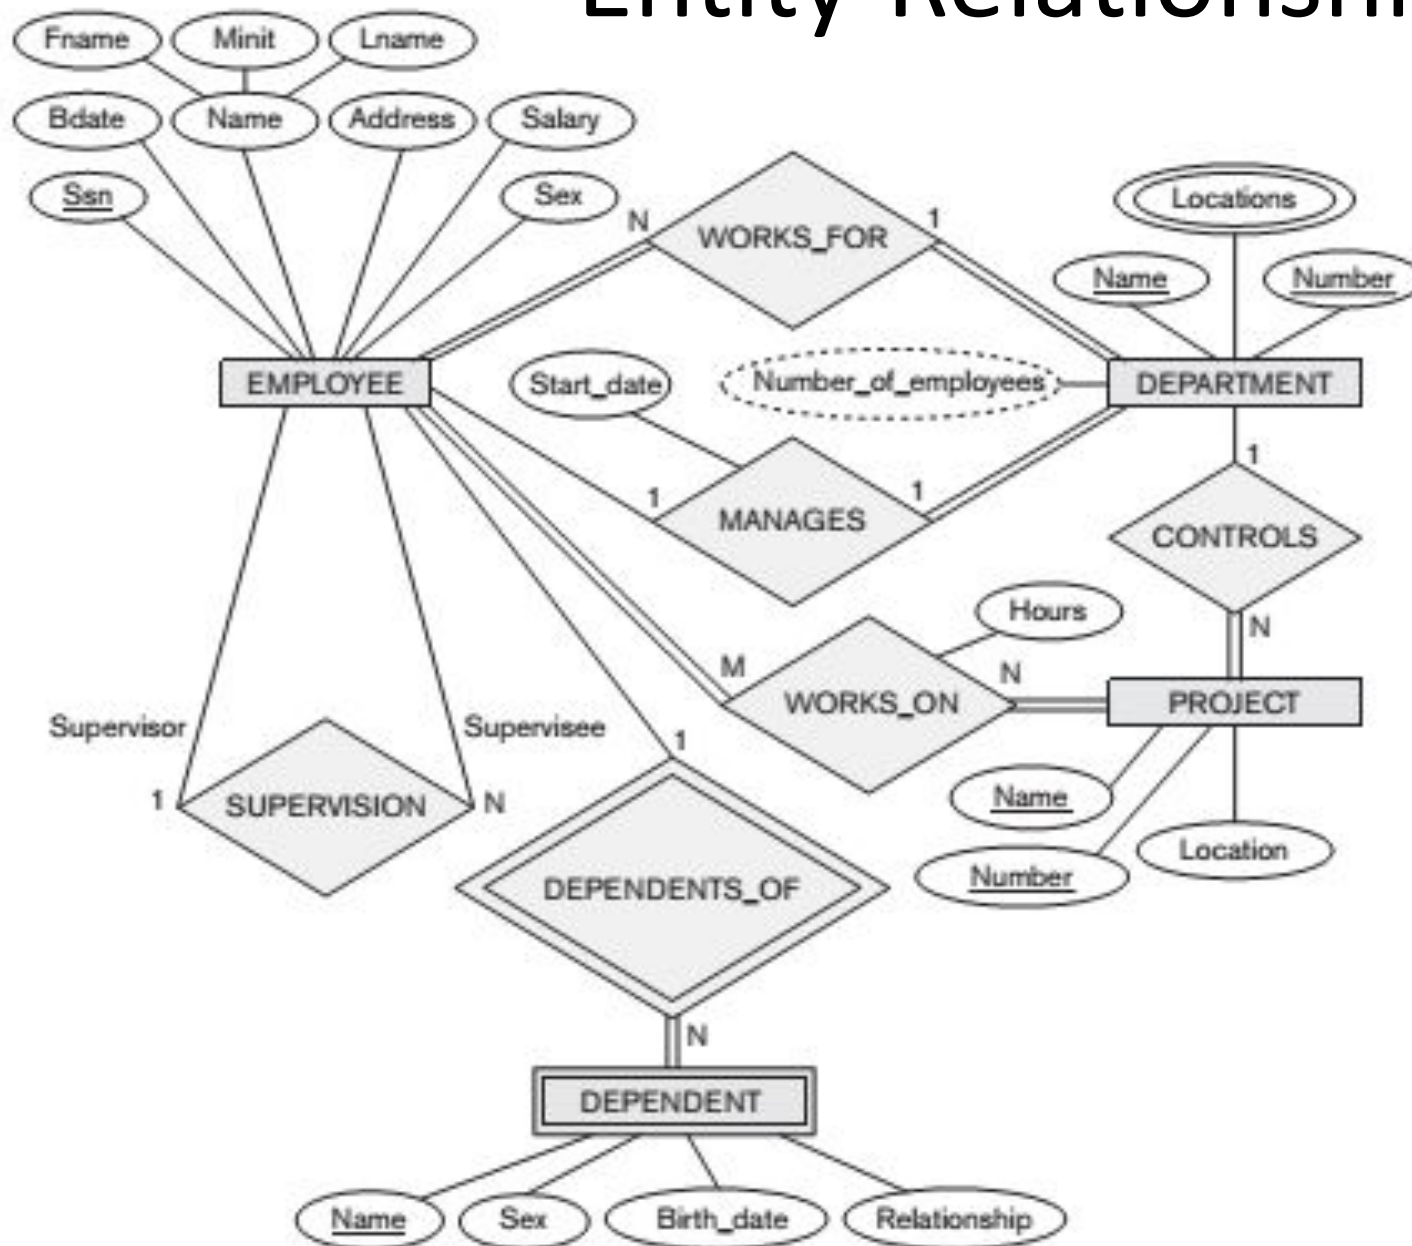 Entity Relationshi
Fname Minit Lname
Bdate Name Address Salary
Ssn Sex
N WORKS_FOR 1
Locations
Name Number
EMPLOYEE Start_date Number_of_employees DEPARTMENT
1 MANAGES 1
1
CONTROLS
N
Hours
M WORKS_ON N
PROJECT
Supervisor Supervisee
1 SUPERVISION N
Name
Number
Location
1
DEPENDENTS_OF
N
DEPENDENT
Name Sex Birth_date Relationship